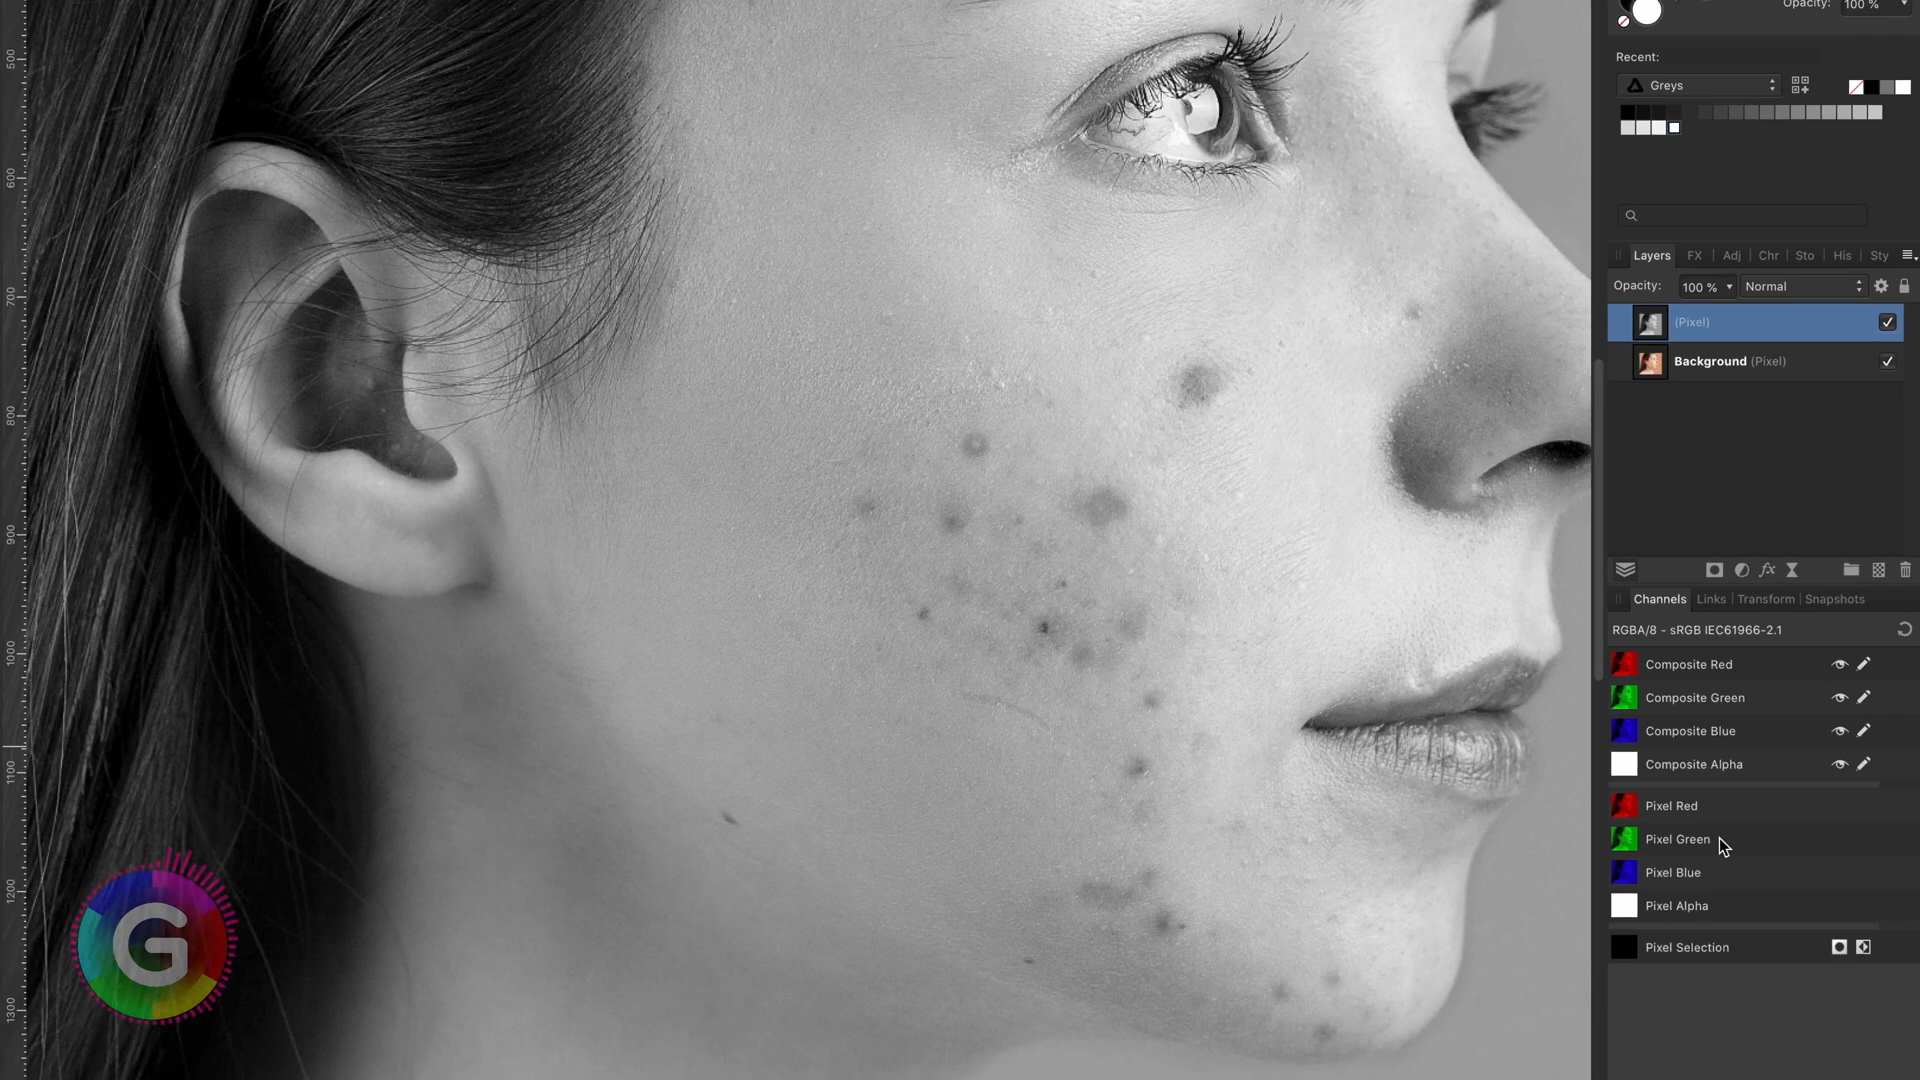 Opacity: 100 %
Recent:
Greys
Layers FX Adj Chr Sto His Sty
Opacity: 100 % Normal
(Pixel)
Background (Pixel)
fx
Channels Links Transform Snapshots
RGBA/8 - sRGB IEC61966-2.1
Composite Red
Composite Green
Composite Blue
Composite Alpha
Pixel Red
Pixel Green
Pixel Blue
Pixel Alpha
Pixel Selection
500
600
700
800
900
1000
1100
1200
1300
G